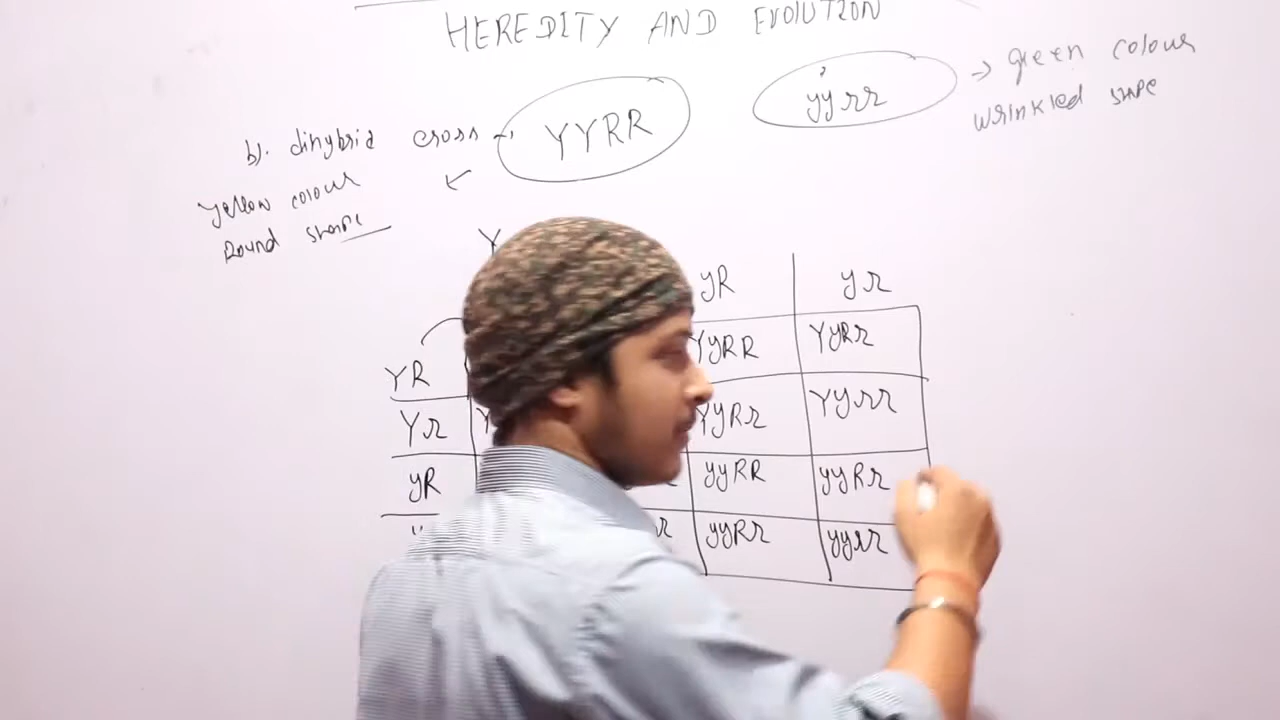 HEREDITY AND EVOLUTION
b). dihybrid cross → YYRR yyrr → green colour
wrinkled shape
Yellow colour
Round shape
Y
yR yr
YR YyRR YyRr
Yr YyRr Yyrr
yR yyRR yyRr
yyRr yyrr